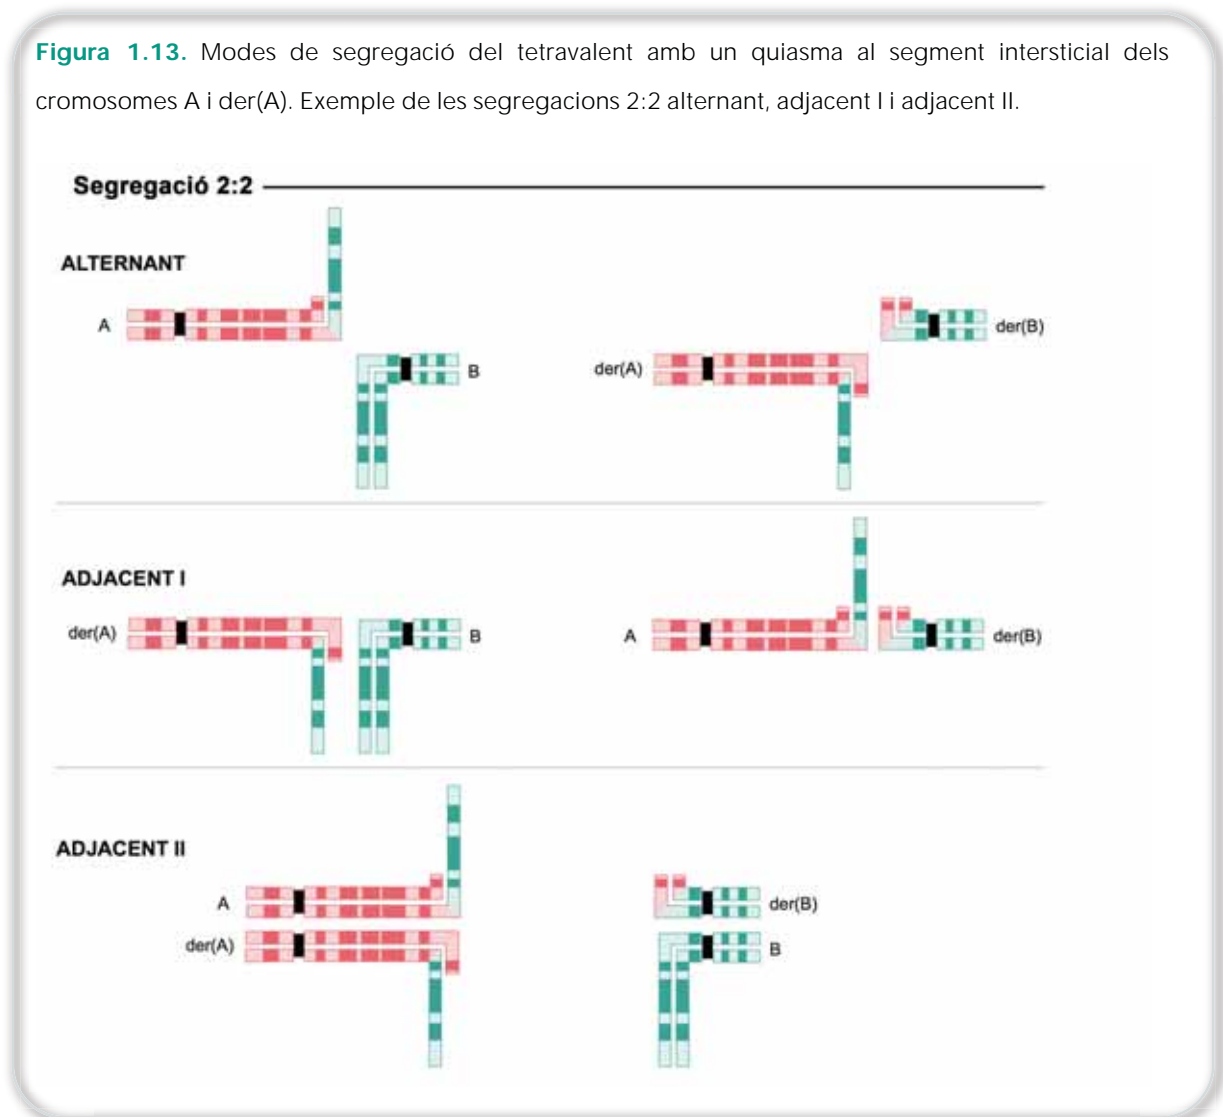 Figura 1.13. Modes de segregació del tetravalent amb un quiasma al segment intersticial dels
cromosomes A i der(A). Exemple de les segregacions 2:2 alternant, adjacent I i adjacent II.
Segregació 2:2
ALTERNANT
A
B
der(A)
der(B)
ADJACENT I
der(A)
B
A
der(B)
ADJACENT II
A
der(A)
der(B)
B